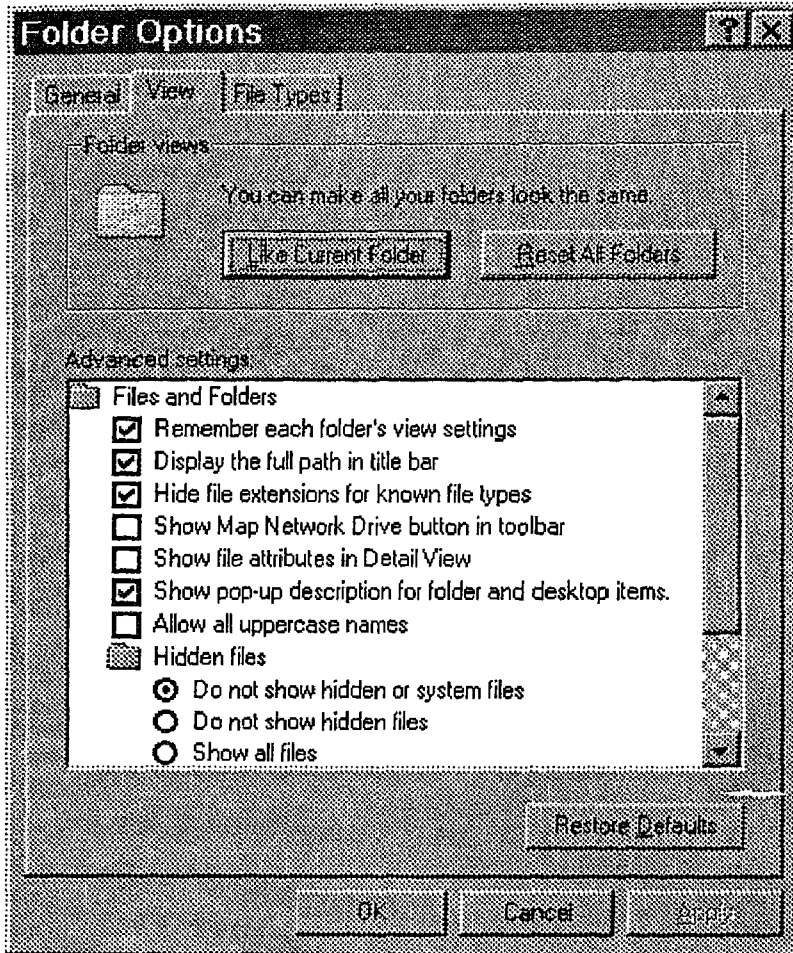 Folder Options
General View File Types
Folder views
You can make all your folders look the same.
Like Current Folder Reset All Folders
Advanced settings:
Files and Folders
Remember each folder's view settings
Display the full path in title bar
Hide file extensions for known file types
Show Map Network Drive button in toolbar
Show file attributes in Detail View
Show pop-up description for folder and desktop items.
Allow all uppercase names
Hidden files
Do not show hidden or system files
Do not show hidden files
Show all files
Restore Defaults
OK Cancel Apply